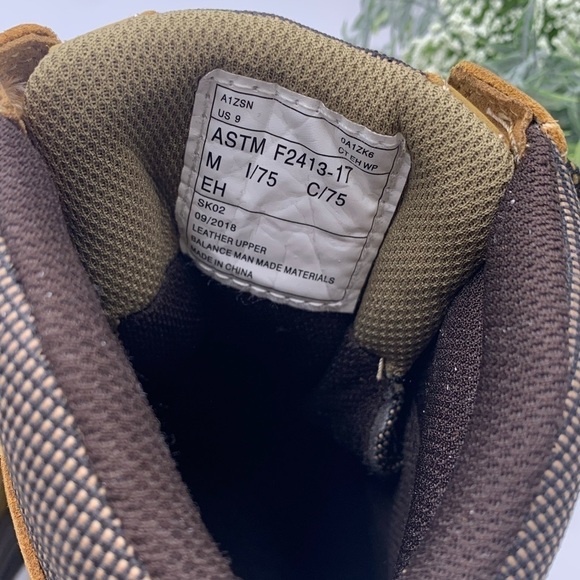 A1ZSN 0A1ZK6
US 9 CT EH WP
ASTM F2413-17
M I/75 C/75
EH
SK02
09/2018
LEATHER UPPER
BALANCE MAN MADE MATERIALS
MADE IN CHINA